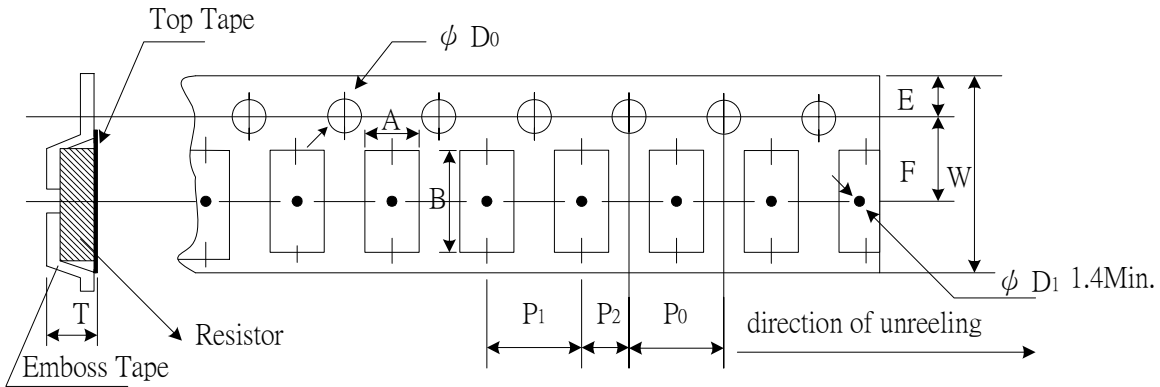 Top Tape
ψ D0
E
A
F
W
B
ψ D1 1.4Min.
T
P1
P2
P0
direction of unreeling
Resistor
Emboss Tape